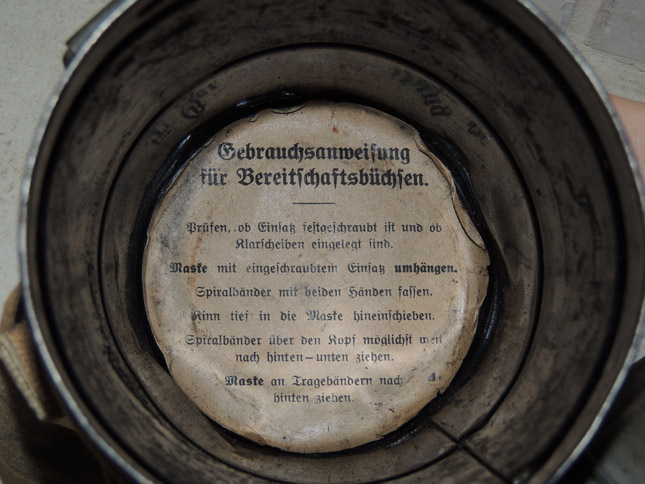 Gebrauchsanweisung
für Bereitschaftsbüchsen.
Prüfen, ob Einsatz festgeschraubt ist und ob
Klarscheiben eingelegt sind.
Maske mit eingeschraubtem Einsatz umhängen.
Spiralbänder mit beiden Händen fassen.
Kinn tief in die Maske hineinschieben.
Spiralbänder über den Kopf möglichst
nach hinten-unten ziehen.
Maske an Tragebändern nach
hinten ziehen.